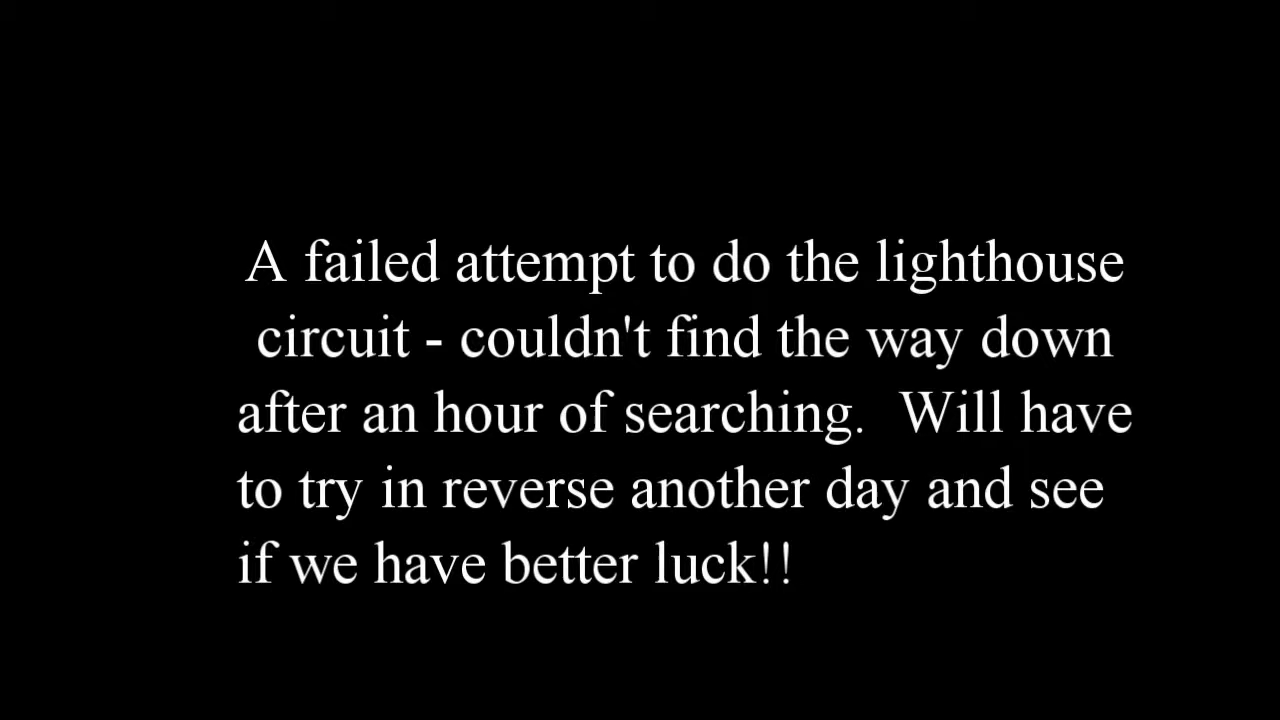 A failed attempt to do the lighthouse
circuit - couldn't find the way down
after an hour of searching.  Will have
to try in reverse another day and see
if we have better luck!!